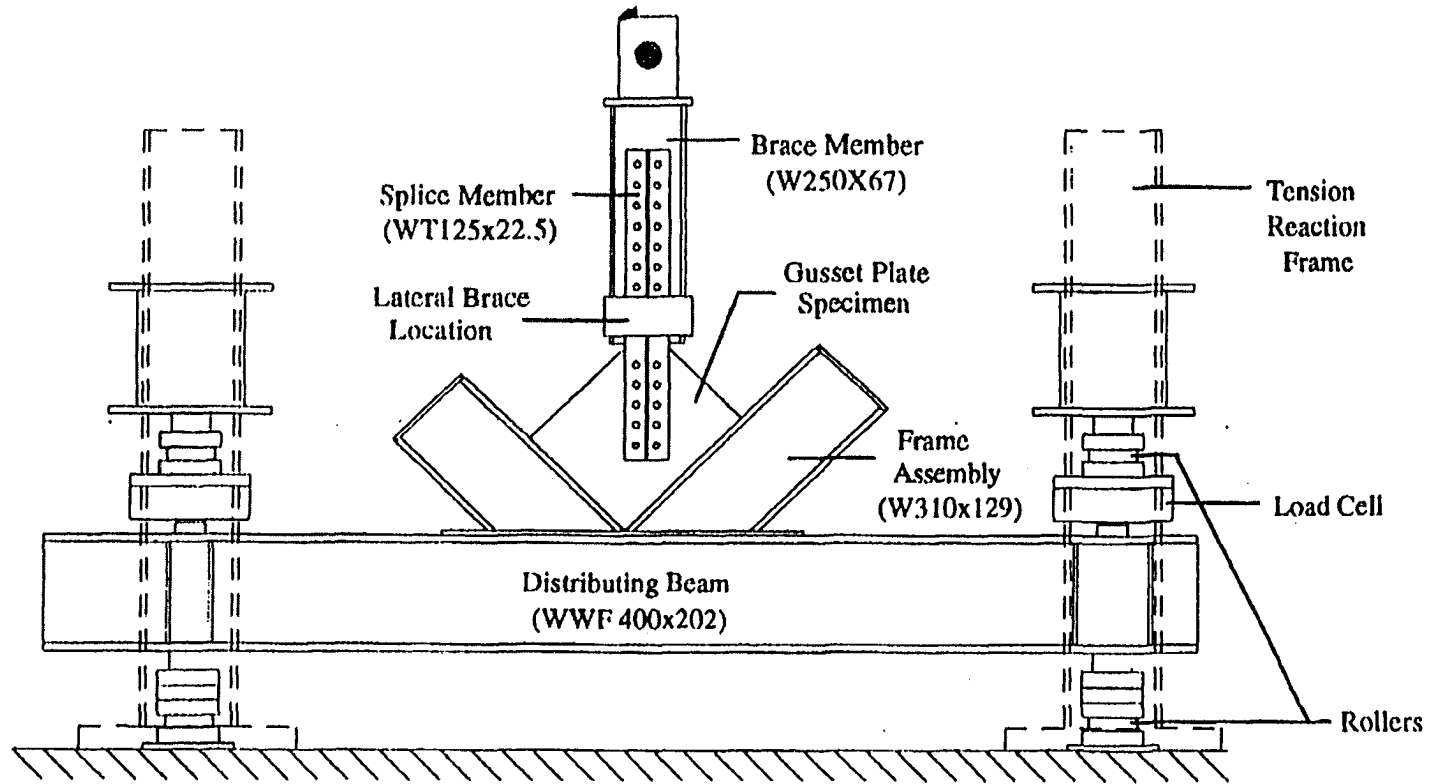 Brace Member
(W250X67)
Splice Member
(WT125x22.5)
Tension
Reaction
Frame
Gusset Plate
Specimen
Lateral Brace
Location
Frame
Assembly
(W310x129)
Load Cell
Distributing Beam
(WWF 400x202)
Rollers